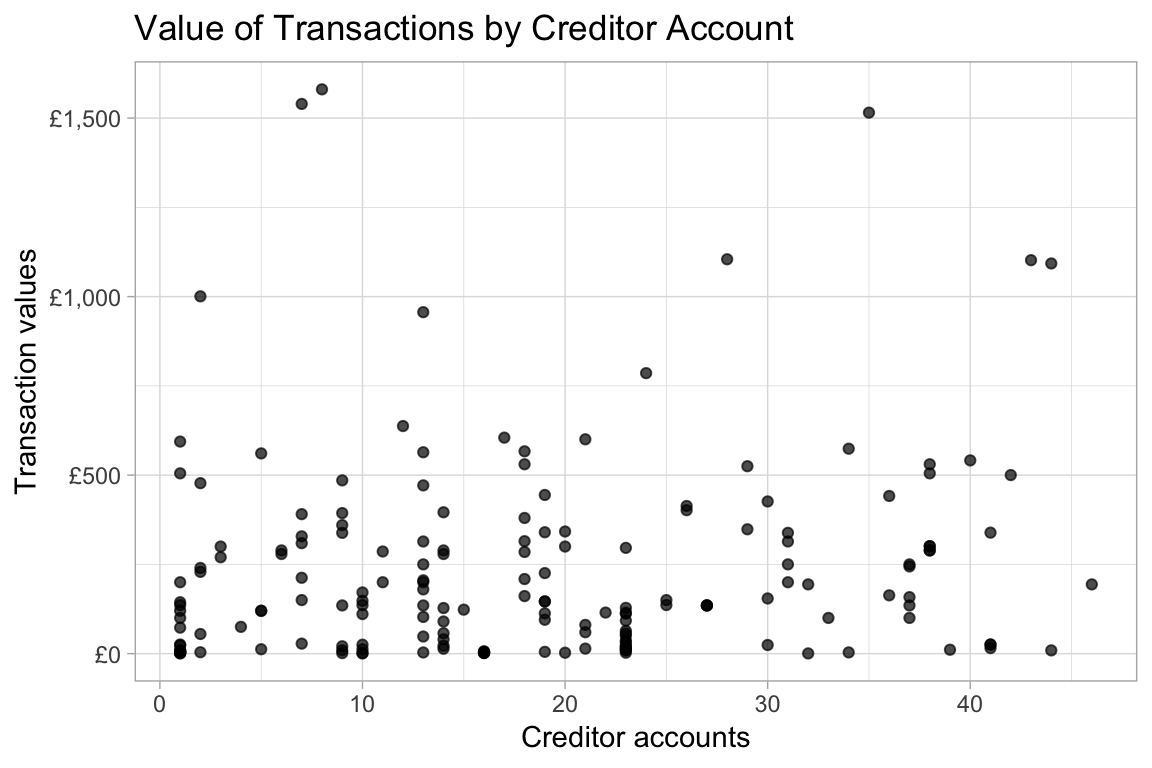 Value of Transactions by Creditor Account
£1,500
£1,000
£500
£0
Transaction values
0 10 20 30 40
Creditor accounts